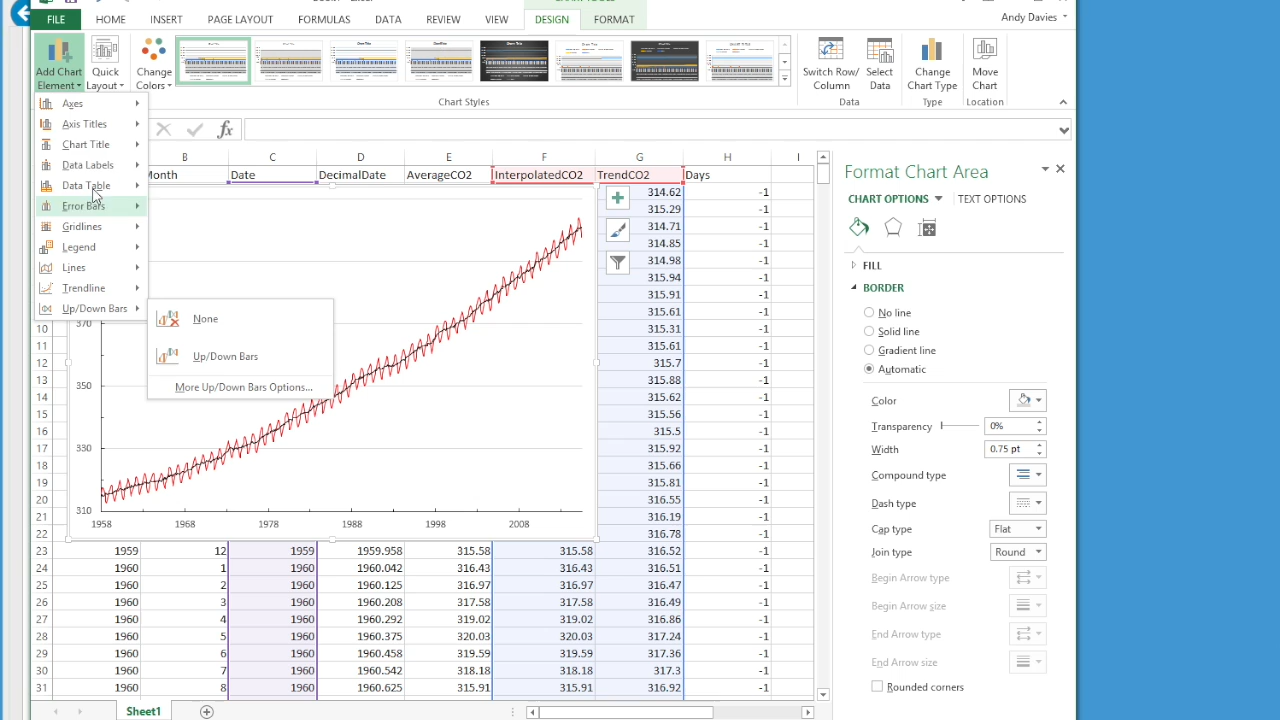 FILE HOME INSERT PAGE LAYOUT FORMULAS DATA REVIEW VIEW DESIGN FORMAT Andy Davies
Add Chart Element Quick Layout Change Colors Switch Row/ Column Select Data Change Chart Type Move Chart
Chart Styles Data Type Location
Axes
Axis Titles
Chart Title
Data Labels
Data Table
Error Bars
Gridlines
Legend
Lines
Trendline
Up/Down Bars
None
Up/Down Bars
More Up/Down Bars Options...
fx
B C D E F G H I
Month Date DecimalDate AverageCO2 InterpolatedCO2 TrendCO2 Days
314.62 -1
315.29 -1
314.71 -1
314.85 -1
314.98 -1
315.94 -1
315.91 -1
315.61 -1
10 315.31 -1
11 315.11 -1
12 315.7 -1
13 315.88 -1
14 315.62 -1
15 315.56 -1
16 315.5 -1
17 315.92 -1
18 315.66 -1
19 315.81 -1
20 316.55 -1
21 316.19 -1
22 316.78 -1
370
350
330
310
1958 1968 1978 1988 1998 2008
23 1959 12 1959 1959.958 315.58 315.58 316.52 -1
24 1960 1 1960 1960.042 316.43 316.43 316.51 -1
25 1960 2 1960 1960.125 316.97 316.97 316.47 -1
26 1960 3 1960 1960.208 317.58 317.58 316.49 -1
27 1960 4 1960 1960.292 319.02 319.02 316.86 -1
28 1960 5 1960 1960.375 320.03 320.03 317.24 -1
29 1960 6 1960 1960.458 319.59 319.59 317.36 -1
30 1960 7 1960 1960.542 318.18 318.18 317.3 -1
31 1960 8 1960 1960.625 315.91 315.91 316.92 -1
Sheet1
Format Chart Area
CHART OPTIONS TEXT OPTIONS
FILL
BORDER
No line
Solid line
Gradient line
Automatic
Color
Transparency 0%
Width 0.75 pt
Compound type
Dash type
Cap type Flat
Join type Round
Begin Arrow type
Begin Arrow size
End Arrow type
End Arrow size
Rounded corners